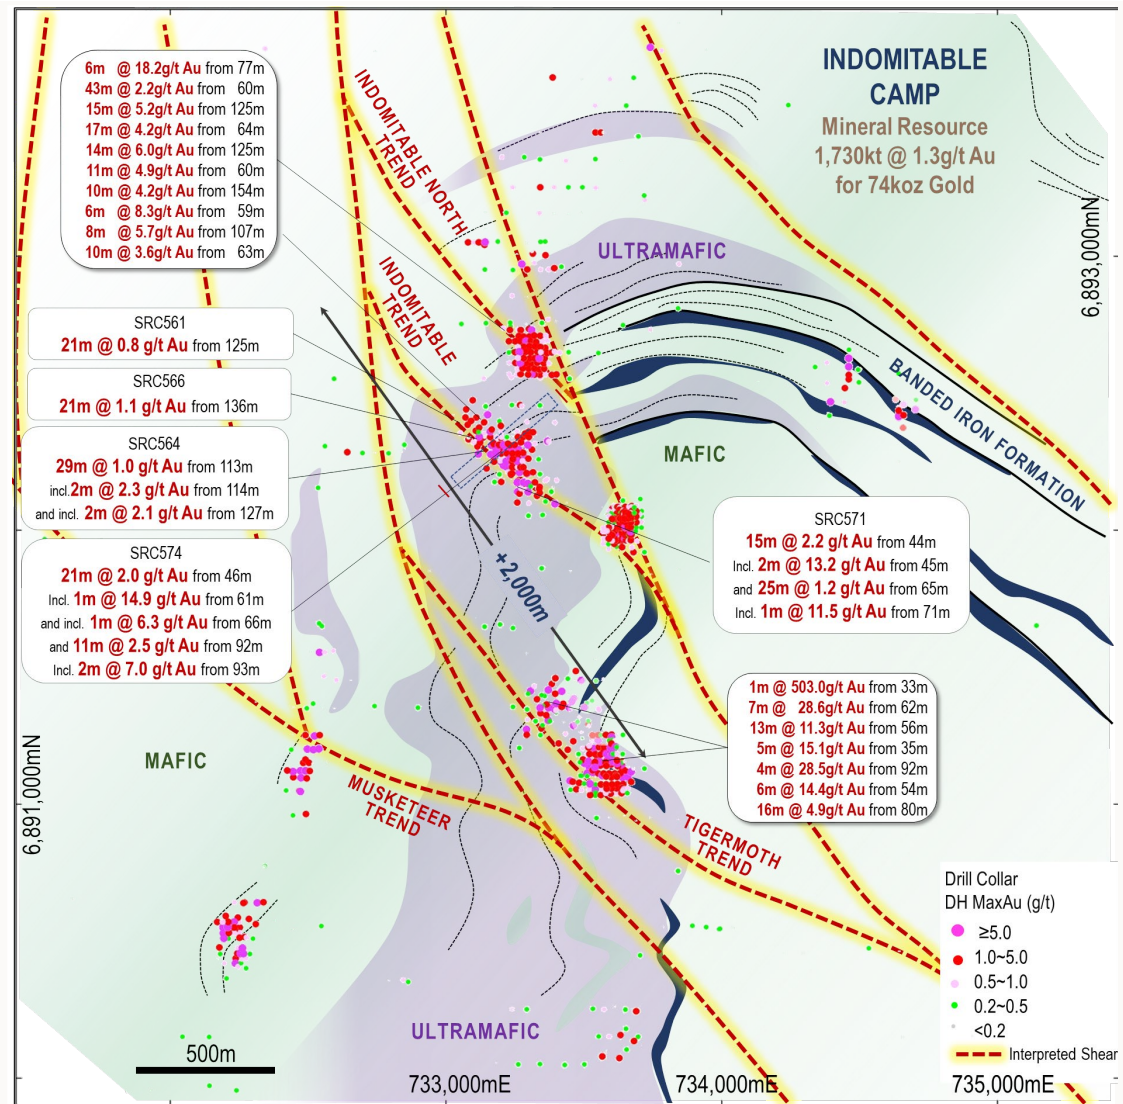 INDOMITABLE
CAMP
Mineral Resource
1,730kt @ 1.3g/t Au
for 74koz Gold
6m @ 18.2g/t Au from 77m
43m @ 2.2g/t Au from 60m
15m @ 5.2g/t Au from 125m
17m @ 4.2g/t Au from 64m
14m @ 6.0g/t Au from 125m
11m @ 4.9g/t Au from 60m
10m @ 4.2g/t Au from 154m
6m @ 8.3g/t Au from 59m
8m @ 5.7g/t Au from 107m
10m @ 3.6g/t Au from 63m
INDOMITABLE NORTH
TREND
INDOMITABLE
TREND
ULTRAMAFIC
6,893,000mN
SRC561
21m @ 0.8 g/t Au from 125m
SRC566
21m @ 1.1 g/t Au from 136m
SRC564
29m @ 1.0 g/t Au from 113m
incl.2m @ 2.3 g/t Au from 114m
and incl. 2m @ 2.1 g/t Au from 127m
SRC574
21m @ 2.0 g/t Au from 46m
Incl. 1m @ 14.9 g/t Au from 61m
and incl. 1m @ 6.3 g/t Au from 66m
and 11m @ 2.5 g/t Au from 92m
Incl. 2m @ 7.0 g/t Au from 93m
BANDED IRON FORMATION
MAFIC
SRC571
15m @ 2.2 g/t Au from 44m
Incl. 2m @ 13.2 g/t Au from 45m
and 25m @ 1.2 g/t Au from 65m
Incl. 1m @ 11.5 g/t Au from 71m
+2,000m
1m @ 503.0g/t Au from 33m
7m @ 28.6g/t Au from 62m
13m @ 11.3g/t Au from 56m
5m @ 15.1g/t Au from 35m
4m @ 28.5g/t Au from 92m
6m @ 14.4g/t Au from 54m
16m @ 4.9g/t Au from 80m
MAFIC
6,891,000mN
MUSKETEER
TREND
TIGERMOTH
TREND
Drill Collar
DH MaxAu (g/t)
≥5.0
1.0~5.0
0.5~1.0
0.2~0.5
<0.2
Interpreted Shear
ULTRAMAFIC
500m
733,000mE
734,000mE
735,000mE